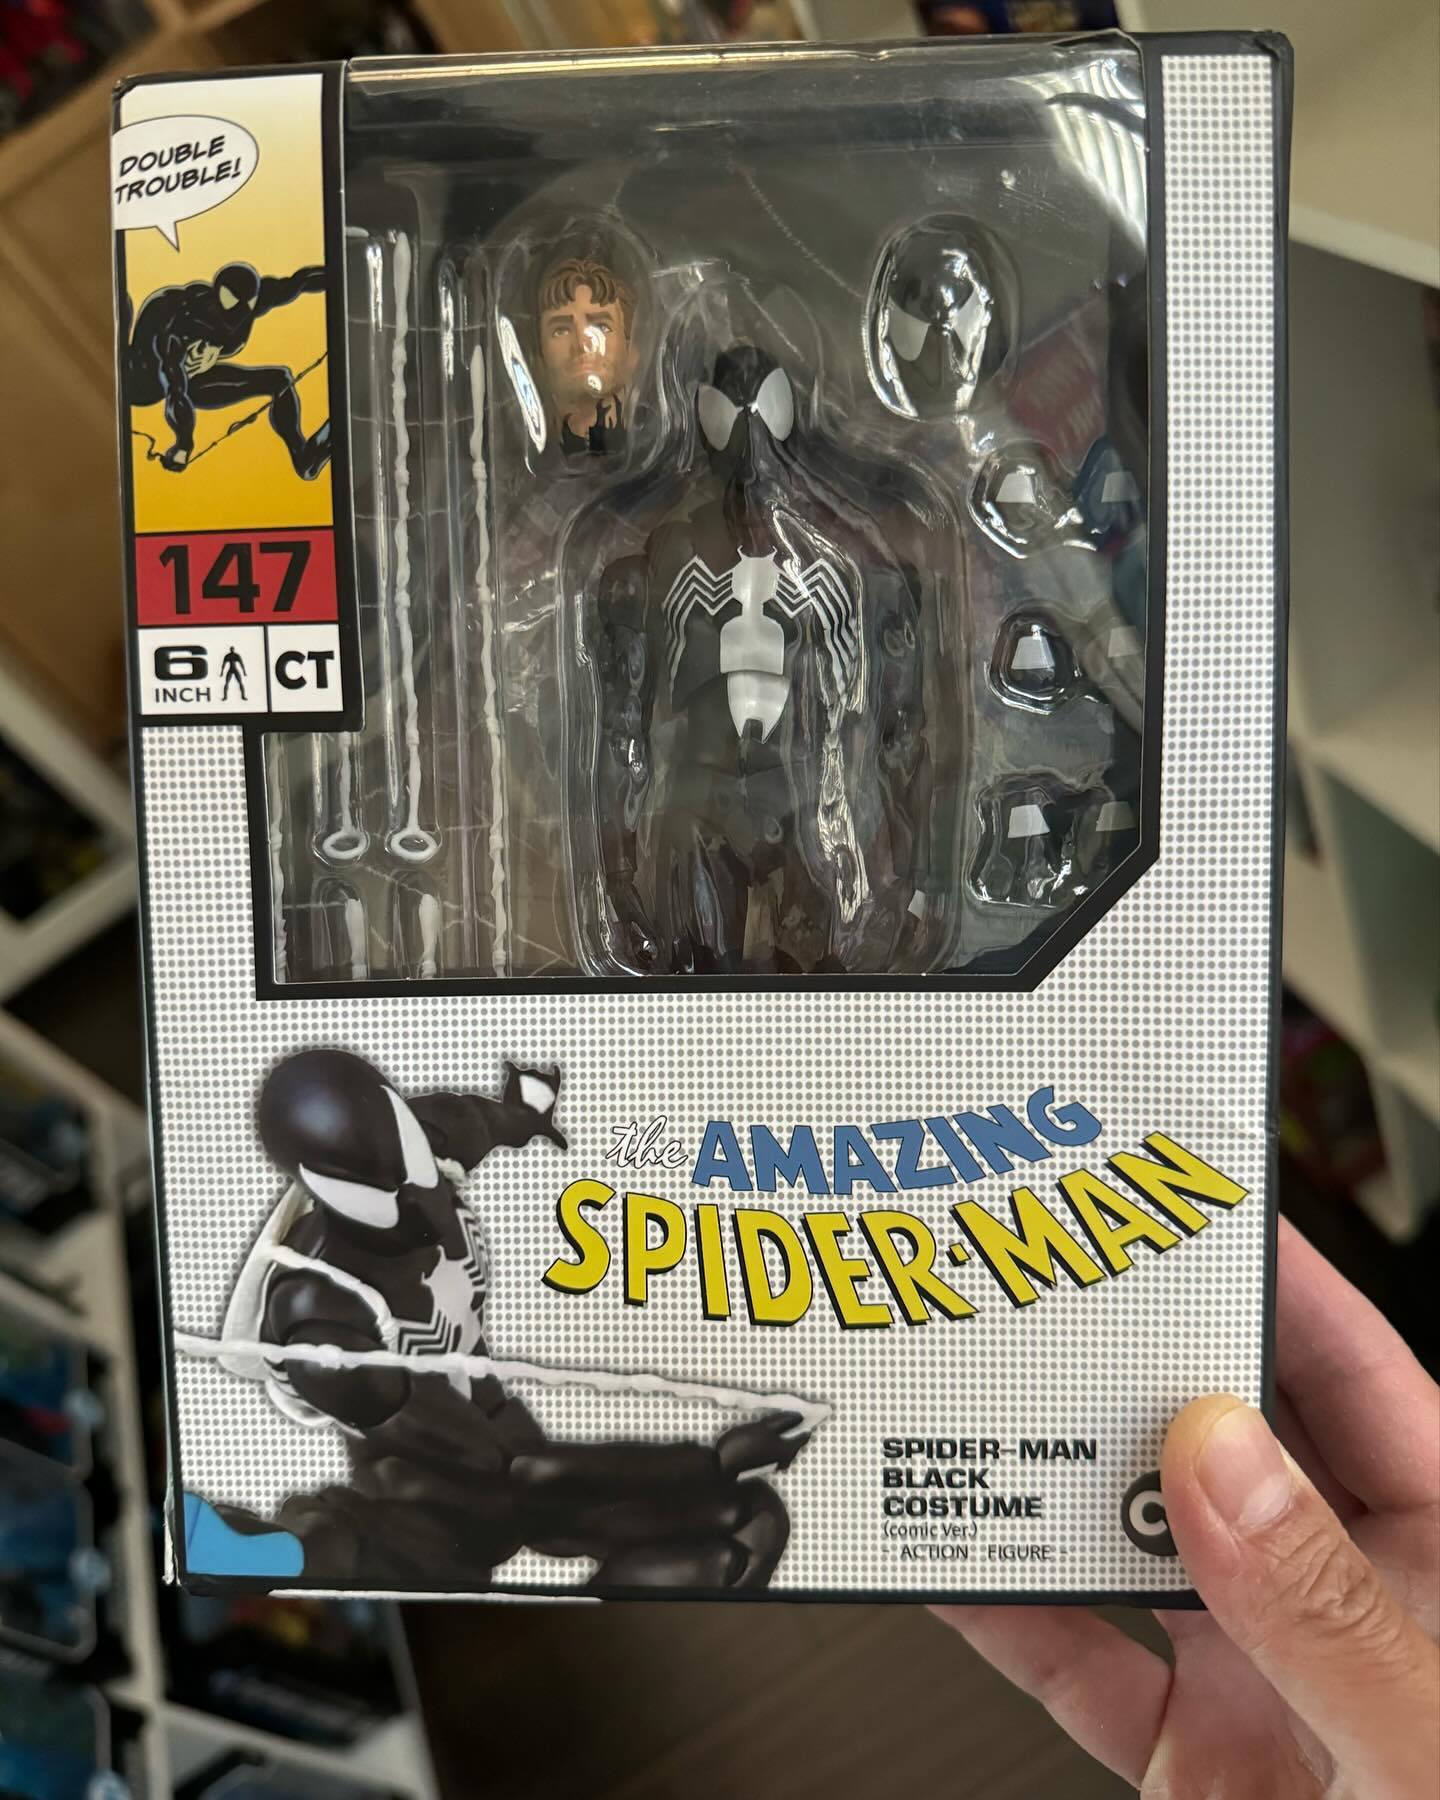 DOUBLE
TROUBLE!
147
6
INCH
CT
the AMAZING
SPIDER-MAN
SPIDER-MAN
BLACK
COSTUME
(comic Ver.)
- ACTION FIGURE -
C